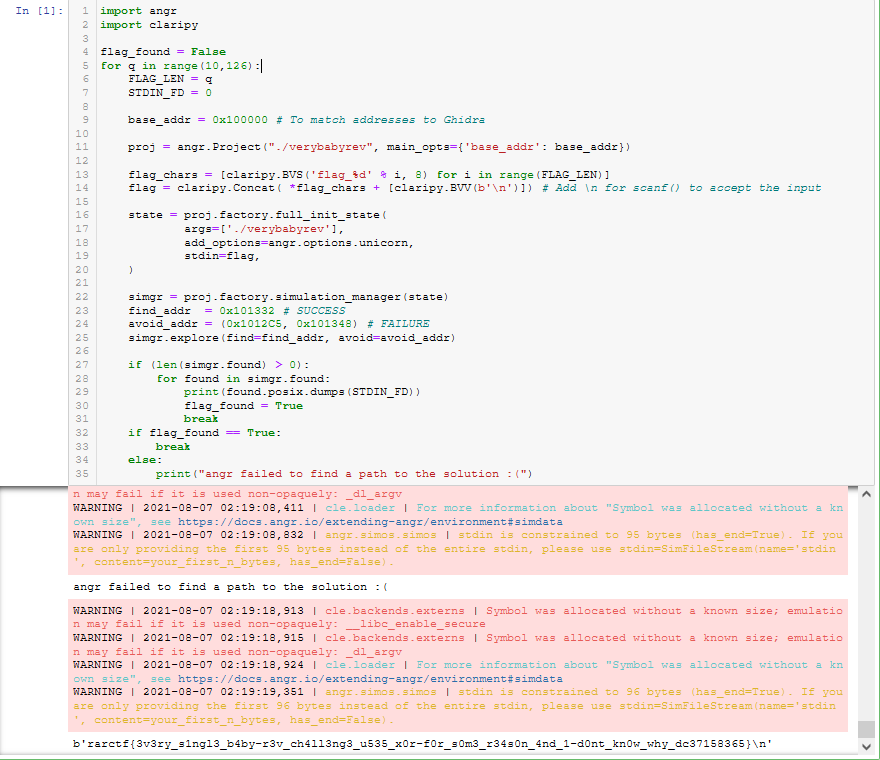 In [1]:
1 import angr
2 import claripy
3
4 flag_found = False
5 for q in range(10,126):
6 FLAG_LEN = q
7 STDIN_FD = 0
8
9 base_addr = 0x100000 # To match addresses to Ghidra
10
11 proj = angr.Project("./verybabyrev", main_opts={'base_addr': base_addr})
12
13 flag_chars = [claripy.BVS('flag_%d' % i, 8) for i in range(FLAG_LEN)]
14 flag = claripy.Concat( *flag_chars + [claripy.BVV(b'\n')]) # Add \n for scanf() to accept the input
15
16 state = proj.factory.full_init_state(
17 args=['./verybabyrev'],
18 add_options=angr.options.unicorn,
19 stdin=flag,
20 )
21
22 simgr = proj.factory.simulation_manager(state)
23 find_addr  = 0x101332 # SUCCESS
24 avoid_addr = (0x1012C5, 0x101348) # FAILURE
25 simgr.explore(find=find_addr, avoid=avoid_addr)
26
27 if (len(simgr.found) > 0):
28 for found in simgr.found:
29 print(found.posix.dumps(STDIN_FD))
30 flag_found = True
31 break
32 if flag_found == True:
33 break
34 else:
35 print("angr failed to find a path to the solution :(")
n may fail if it is used non-opaquely: _dl_argv
WARNING | 2021-08-07 02:19:08,411 | cle.loader | For more information about "Symbol was allocated without a kn
own size", see https://docs.angr.io/extending-angr/environment#simdata
WARNING | 2021-08-07 02:19:08,832 | angr.simos.simos | stdin is constrained to 95 bytes (has_end=True). If you
are only providing the first 95 bytes instead of the entire stdin, please use stdin=SimFileStream(name='stdin
', content=your_first_n_bytes, has_end=False).
angr failed to find a path to the solution :(
WARNING | 2021-08-07 02:19:18,913 | cle.backends.externs | Symbol was allocated without a known size; emulatio
n may fail if it is used non-opaquely: __libc_enable_secure
WARNING | 2021-08-07 02:19:18,915 | cle.backends.externs | Symbol was allocated without a known size; emulatio
n may fail if it is used non-opaquely: _dl_argv
WARNING | 2021-08-07 02:19:18,924 | cle.loader | For more information about "Symbol was allocated without a kn
own size", see https://docs.angr.io/extending-angr/environment#simdata
WARNING | 2021-08-07 02:19:19,351 | angr.simos.simos | stdin is constrained to 96 bytes (has_end=True). If you
are only providing the first 96 bytes instead of the entire stdin, please use stdin=SimFileStream(name='stdin
', content=your_first_n_bytes, has_end=False).
b'rarctf{3v3ry_s1ngl3_b4by-r3v_ch4ll3ng3_u535_x0r-f0r_s0m3_r34s0n_4nd_1-d0nt_kn0w_why_dc37158365}\n'